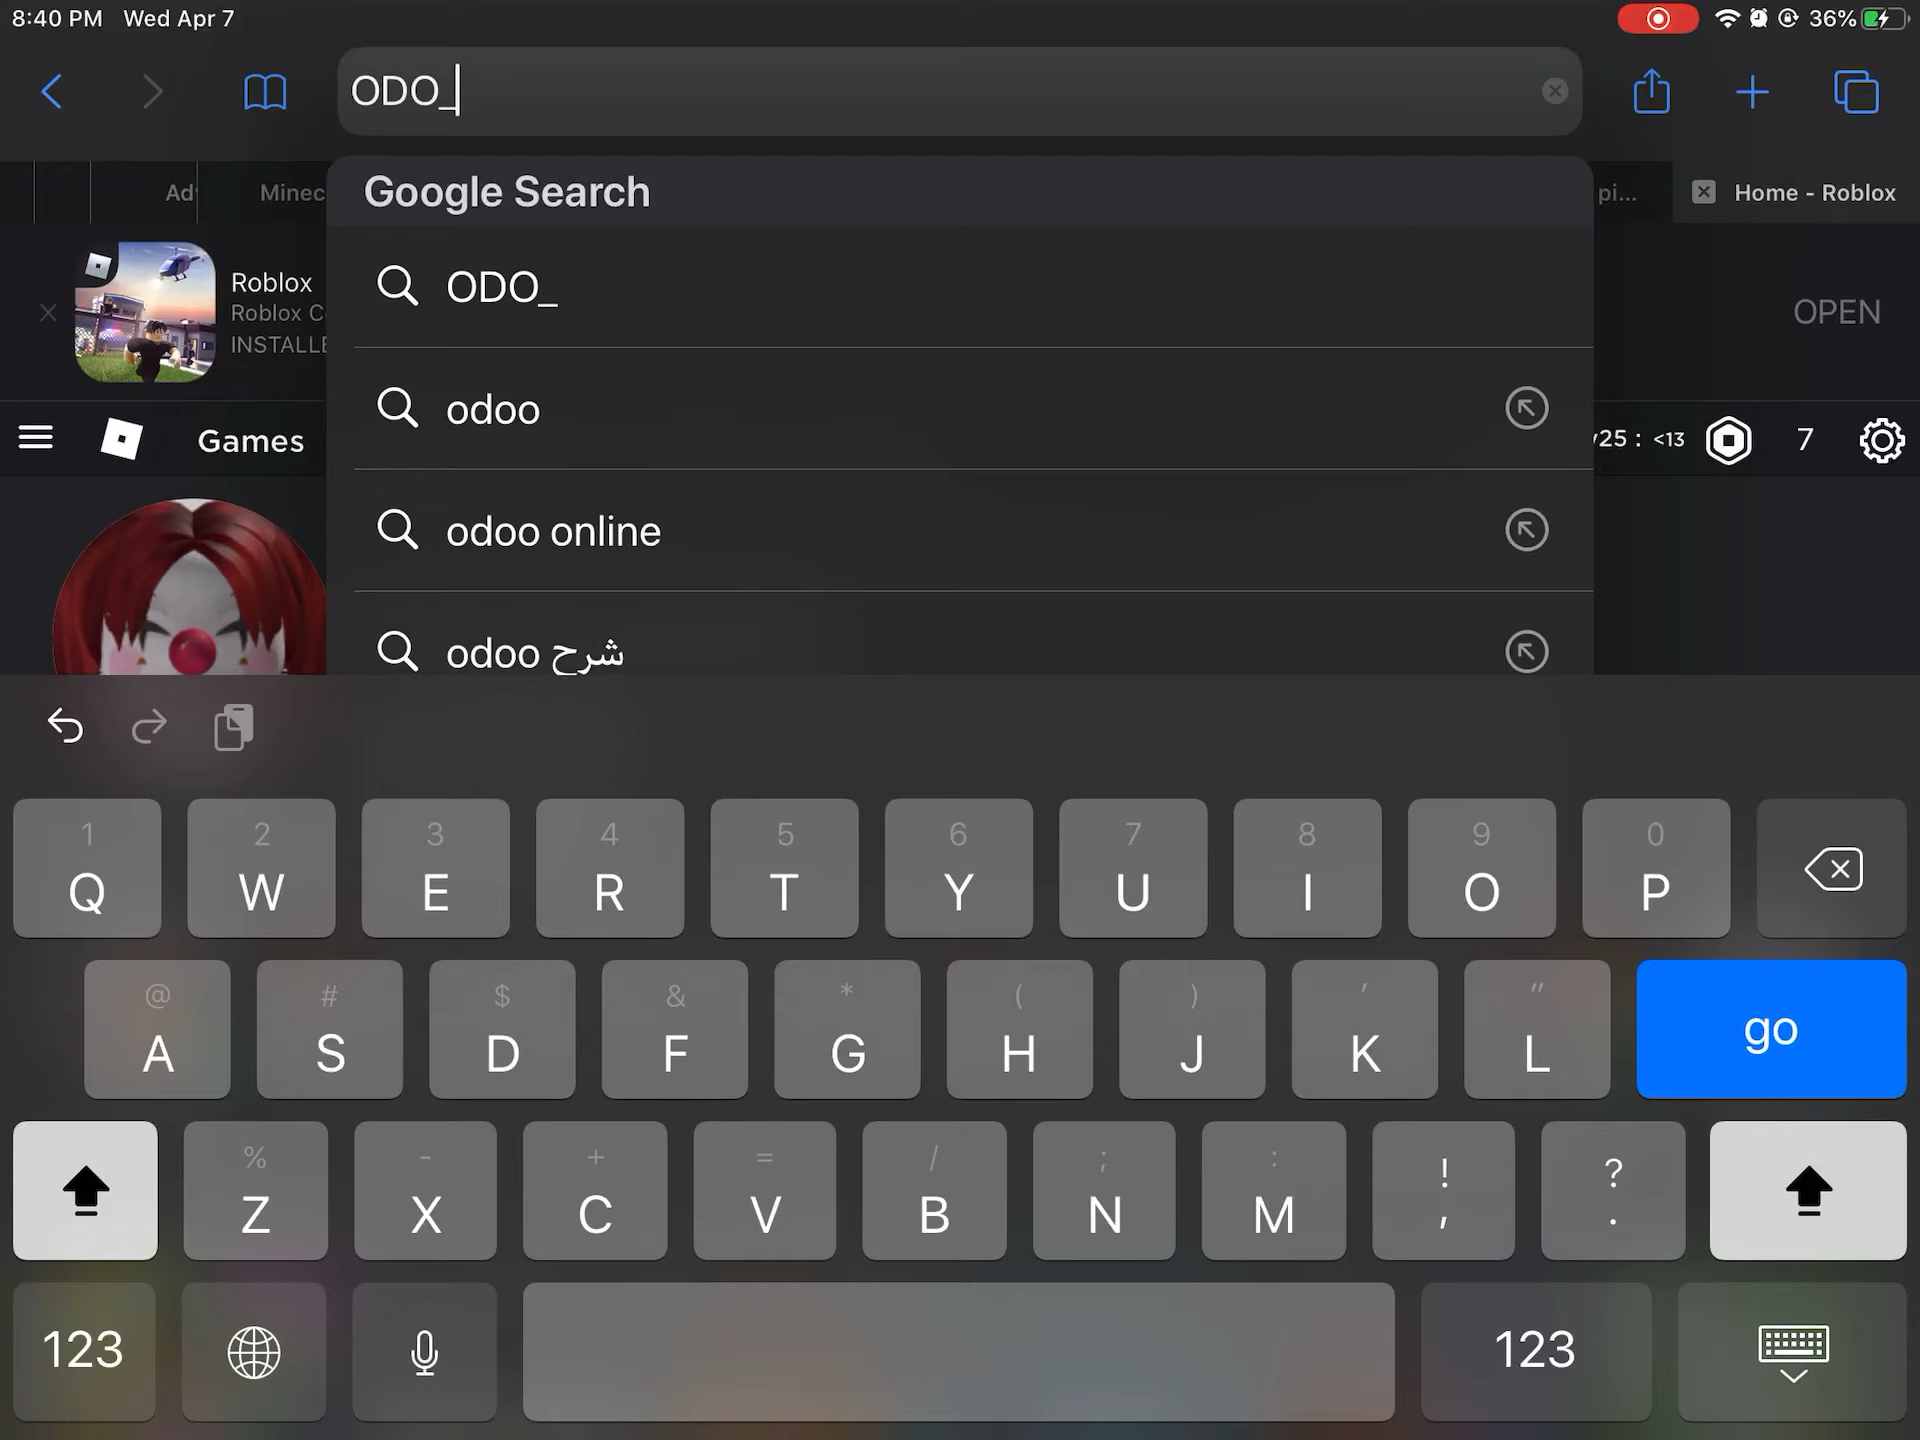 8:40 PM Wed Apr 7
36%
ODO_
Google Search
Ad
Minec
pi...
Home - Roblox
ODO_
Roblox
Roblox C
INSTALLE
OPEN
odoo
Games
25 : <13
7
odoo online
odoo شرح
1 2 3 4 5 6 7 8 9 0
Q W E R T Y U I O P
@ # $ & * ( ) ' "
A S D F G H J K L go
% - + = / ; : ! ?
Z X C V B N M , .
123 123